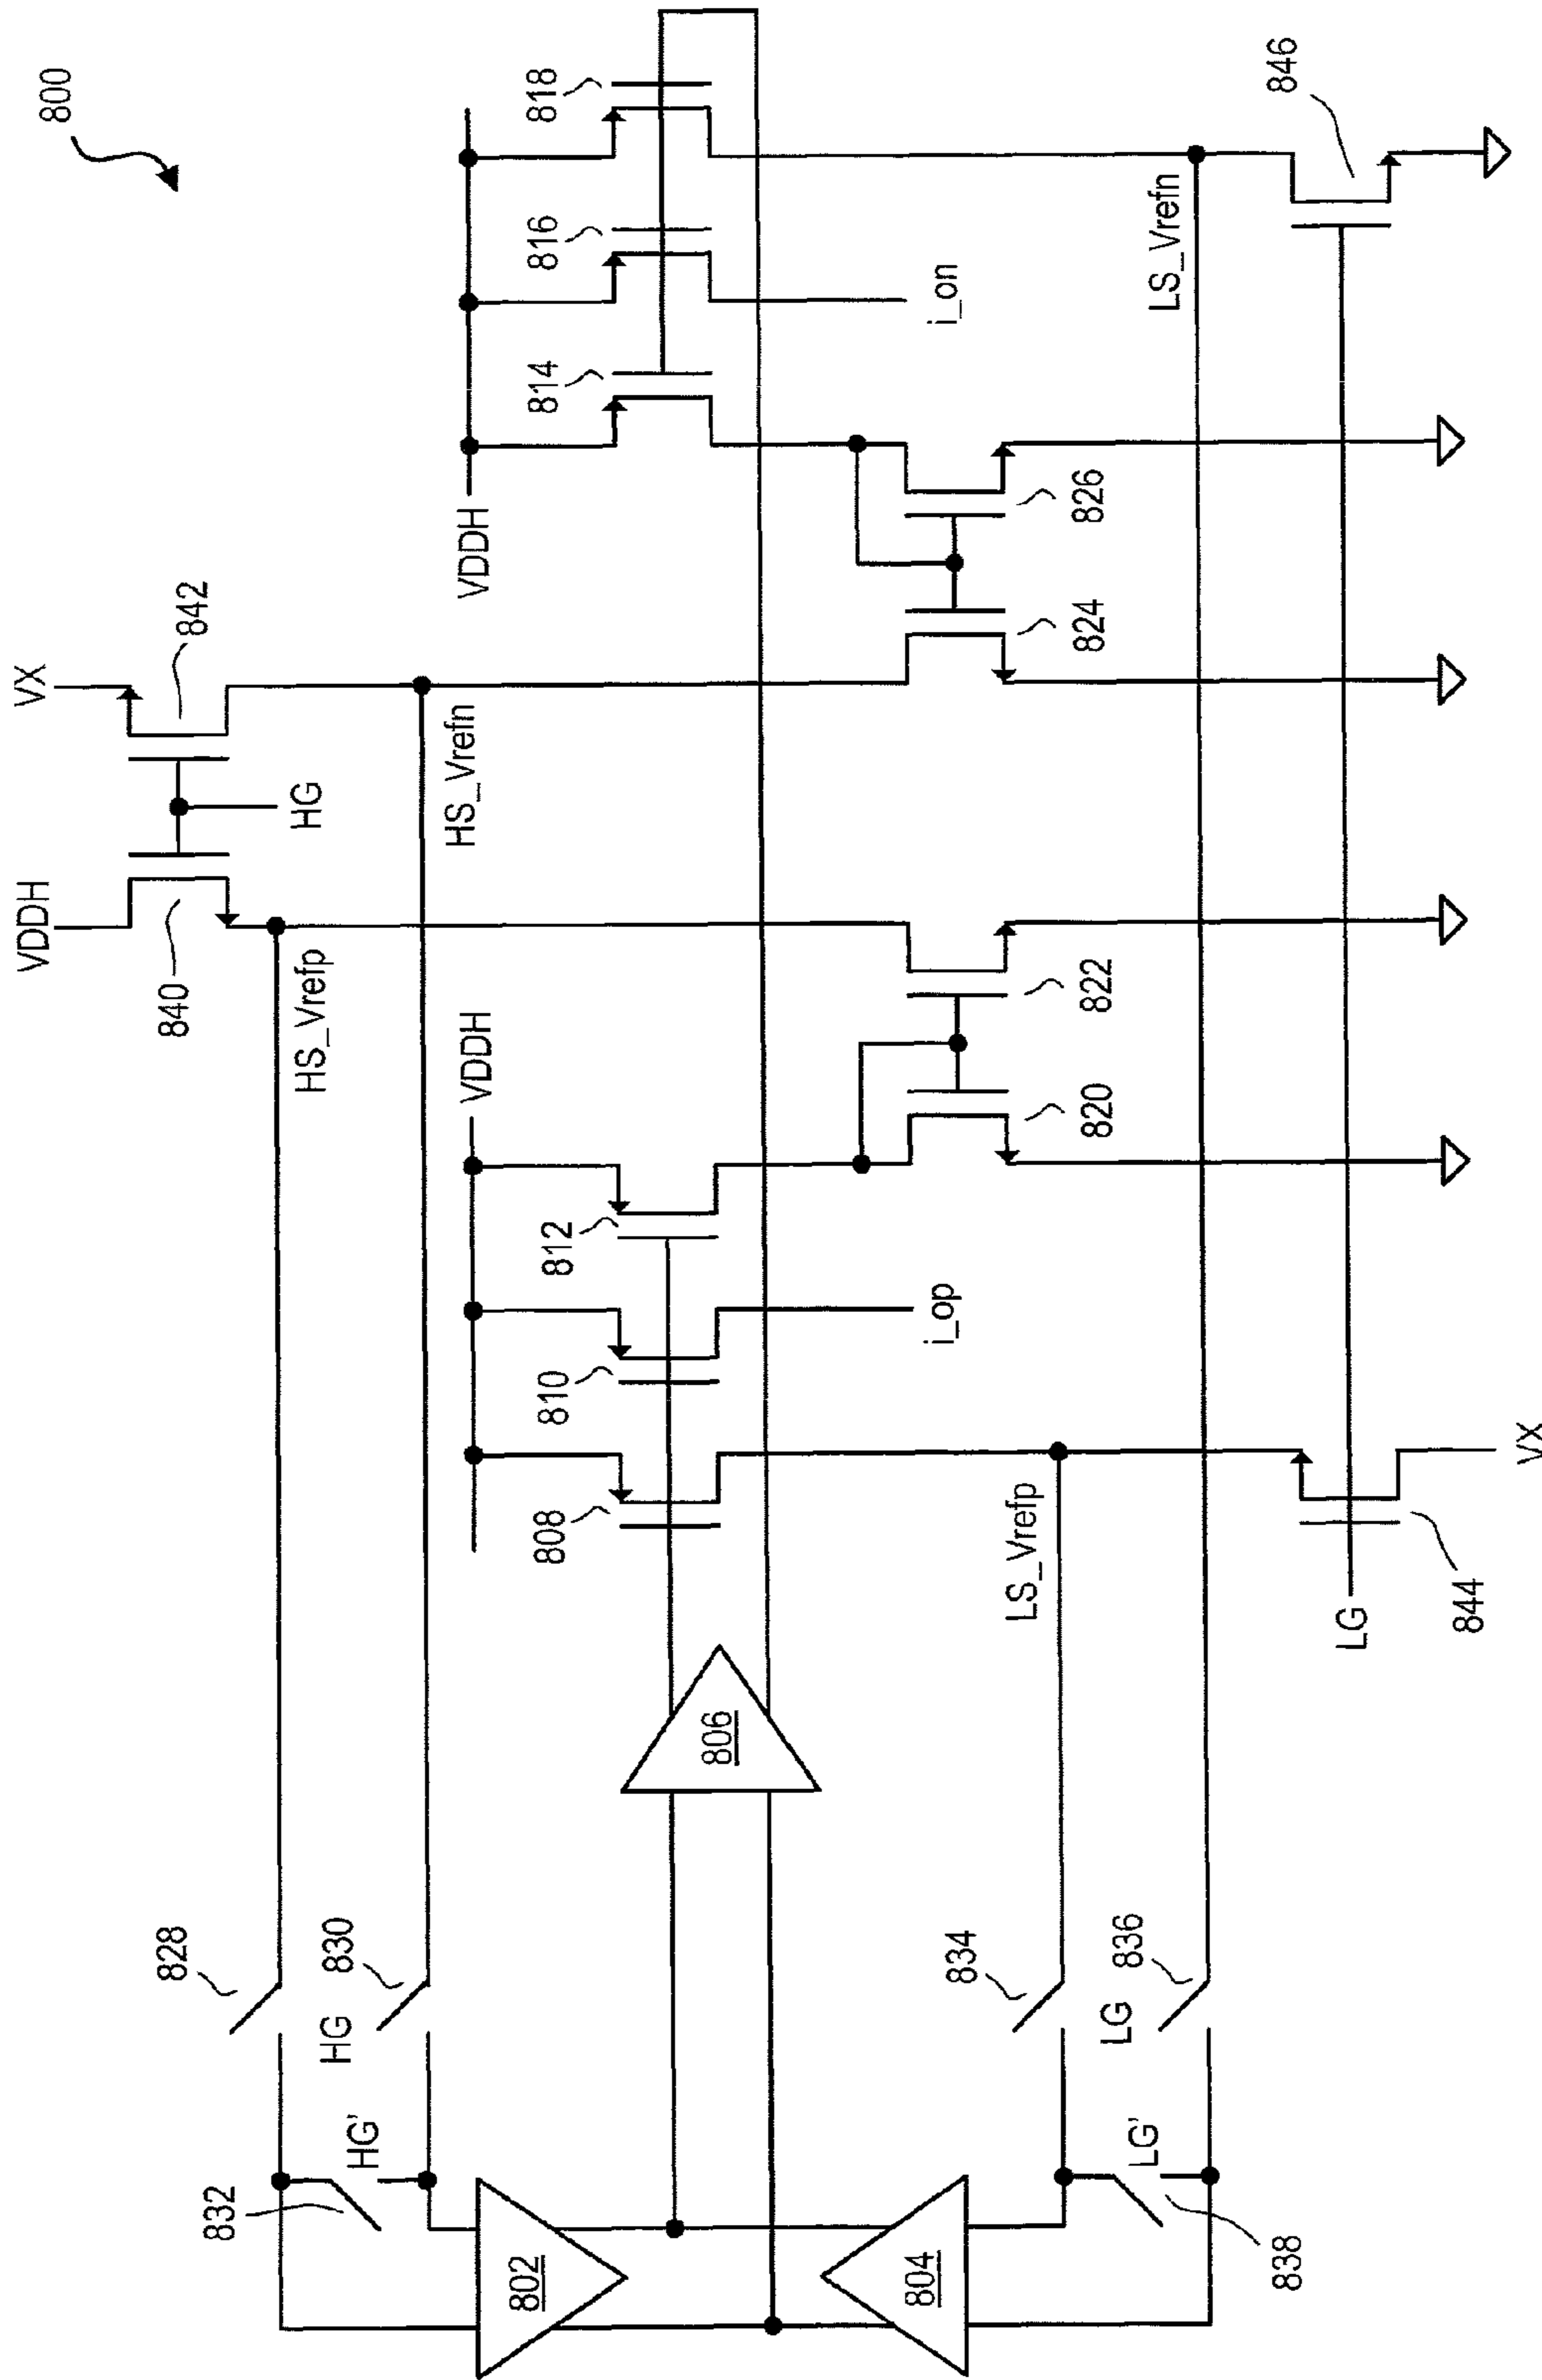 800
VDDH
VX
840
842
HG
HS_Vrefp
HS_Vrefn
828
HG
830
832
HG'
VDDH
VDDH
808
810
812
814
816
818
i_op
i_on
802
806
804
820
822
824
826
LS_Vrefp
LS_Vrefn
834
LG
836
LG'
838
LG
844
VX
846